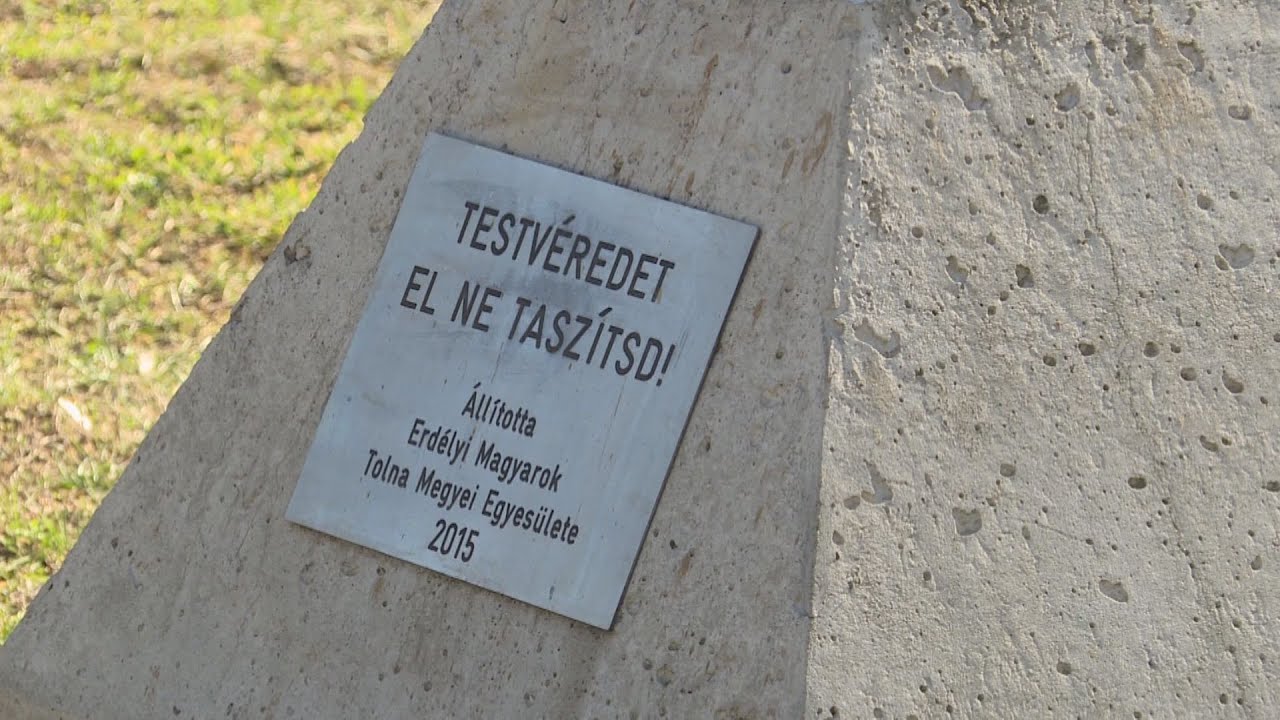 TESTVÉREDET
EL NE TASZÍTSD!
Állította
Erdélyi Magyarok
Tolna Megyei Egyesülete
2015